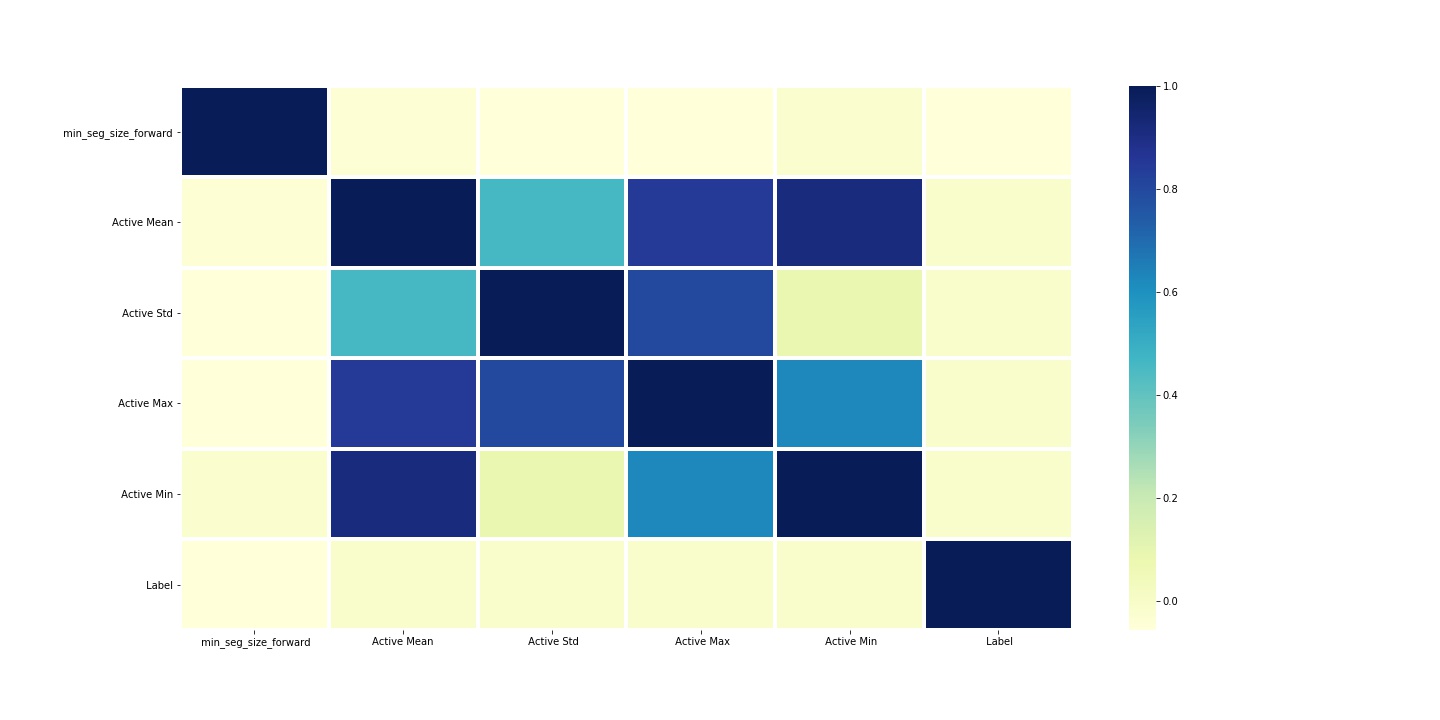 min_seg_size_forward
Active Mean
Active Std
Active Max
Active Min
Label
min_seg_size_forward Active Mean Active Std Active Max Active Min Label
1.0
0.8
0.6
0.4
0.2
0.0